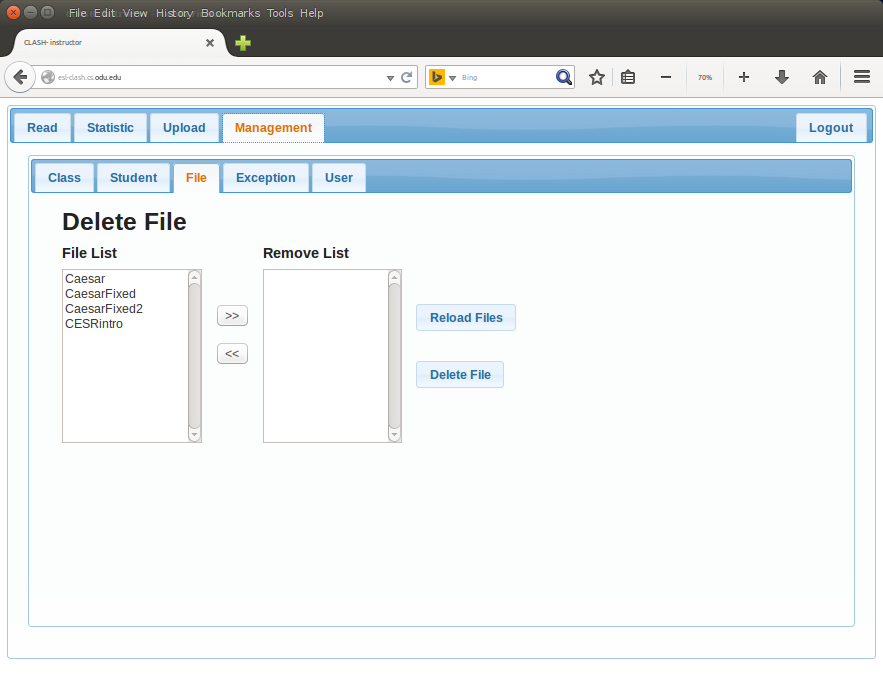 File Edit View History Bookmarks Tools Help
CLASH- instructor
esl-clash.cs.odu.edu
Bing
70%
Read Statistic Upload Management Logout
Class Student File Exception User
Delete File
File List Remove List
Caesar
CaesarFixed
CaesarFixed2
CESRintro
>>
<<
Reload Files
Delete File